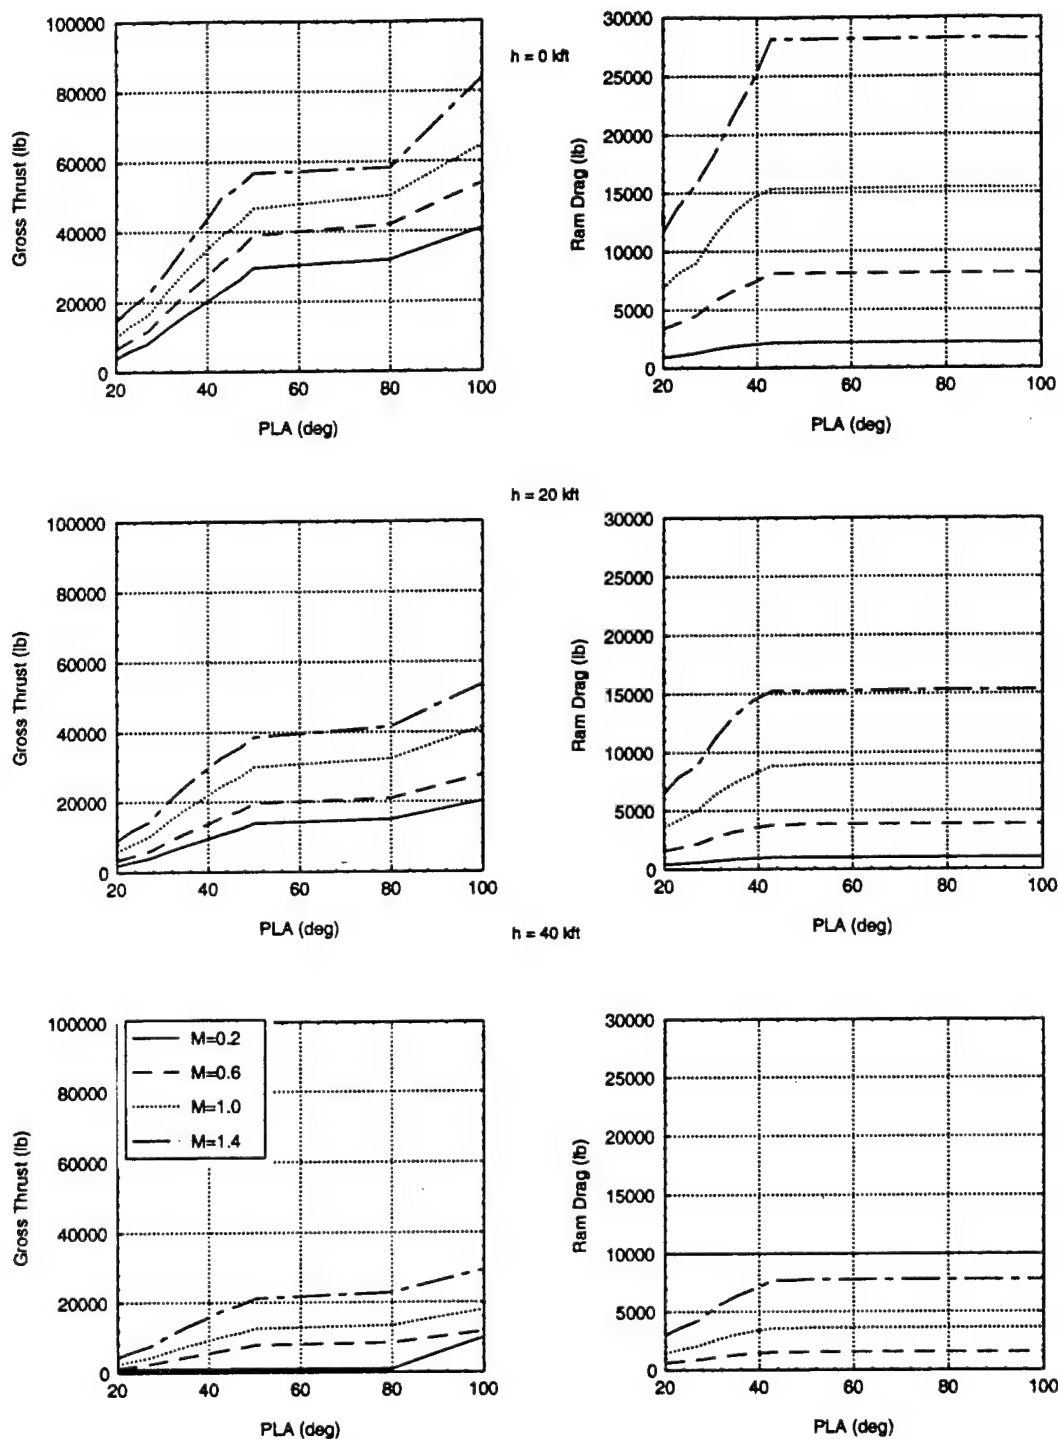 h = 0 kft
Gross Thrust (lb)
100000
80000
60000
40000
20000
0
20 40 60 80 100
PLA (deg)
Ram Drag (lb)
30000
25000
20000
15000
10000
5000
0
20 40 60 80 100
PLA (deg)
h = 20 kft
Gross Thrust (lb)
100000
80000
60000
40000
20000
0
20 40 60 80 100
PLA (deg)
Ram Drag (lb)
30000
25000
20000
15000
10000
5000
0
20 40 60 80 100
PLA (deg)
h = 40 kft
Gross Thrust (lb)
100000
80000
60000
40000
20000
0
M=0.2
M=0.6
M=1.0
M=1.4
20 40 60 80 100
PLA (deg)
Ram Drag (lb)
30000
25000
20000
15000
10000
5000
0
20 40 60 80 100
PLA (deg)